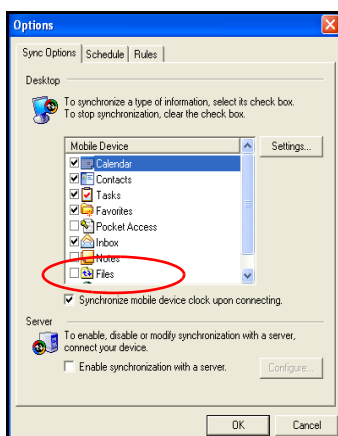 Options
Sync Options Schedule Rules
Desktop
To synchronize a type of information, select its check box.
To stop synchronization, clear the check box.
Mobile Device
Settings...
Calendar
Contacts
Tasks
Favorites
Pocket Access
Inbox
Notes
Files
Synchronize mobile device clock upon connecting.
Server
To enable, disable or modify synchronization with a server,
connect your device.
Enable synchronization with a server.
Configure...
OK Cancel